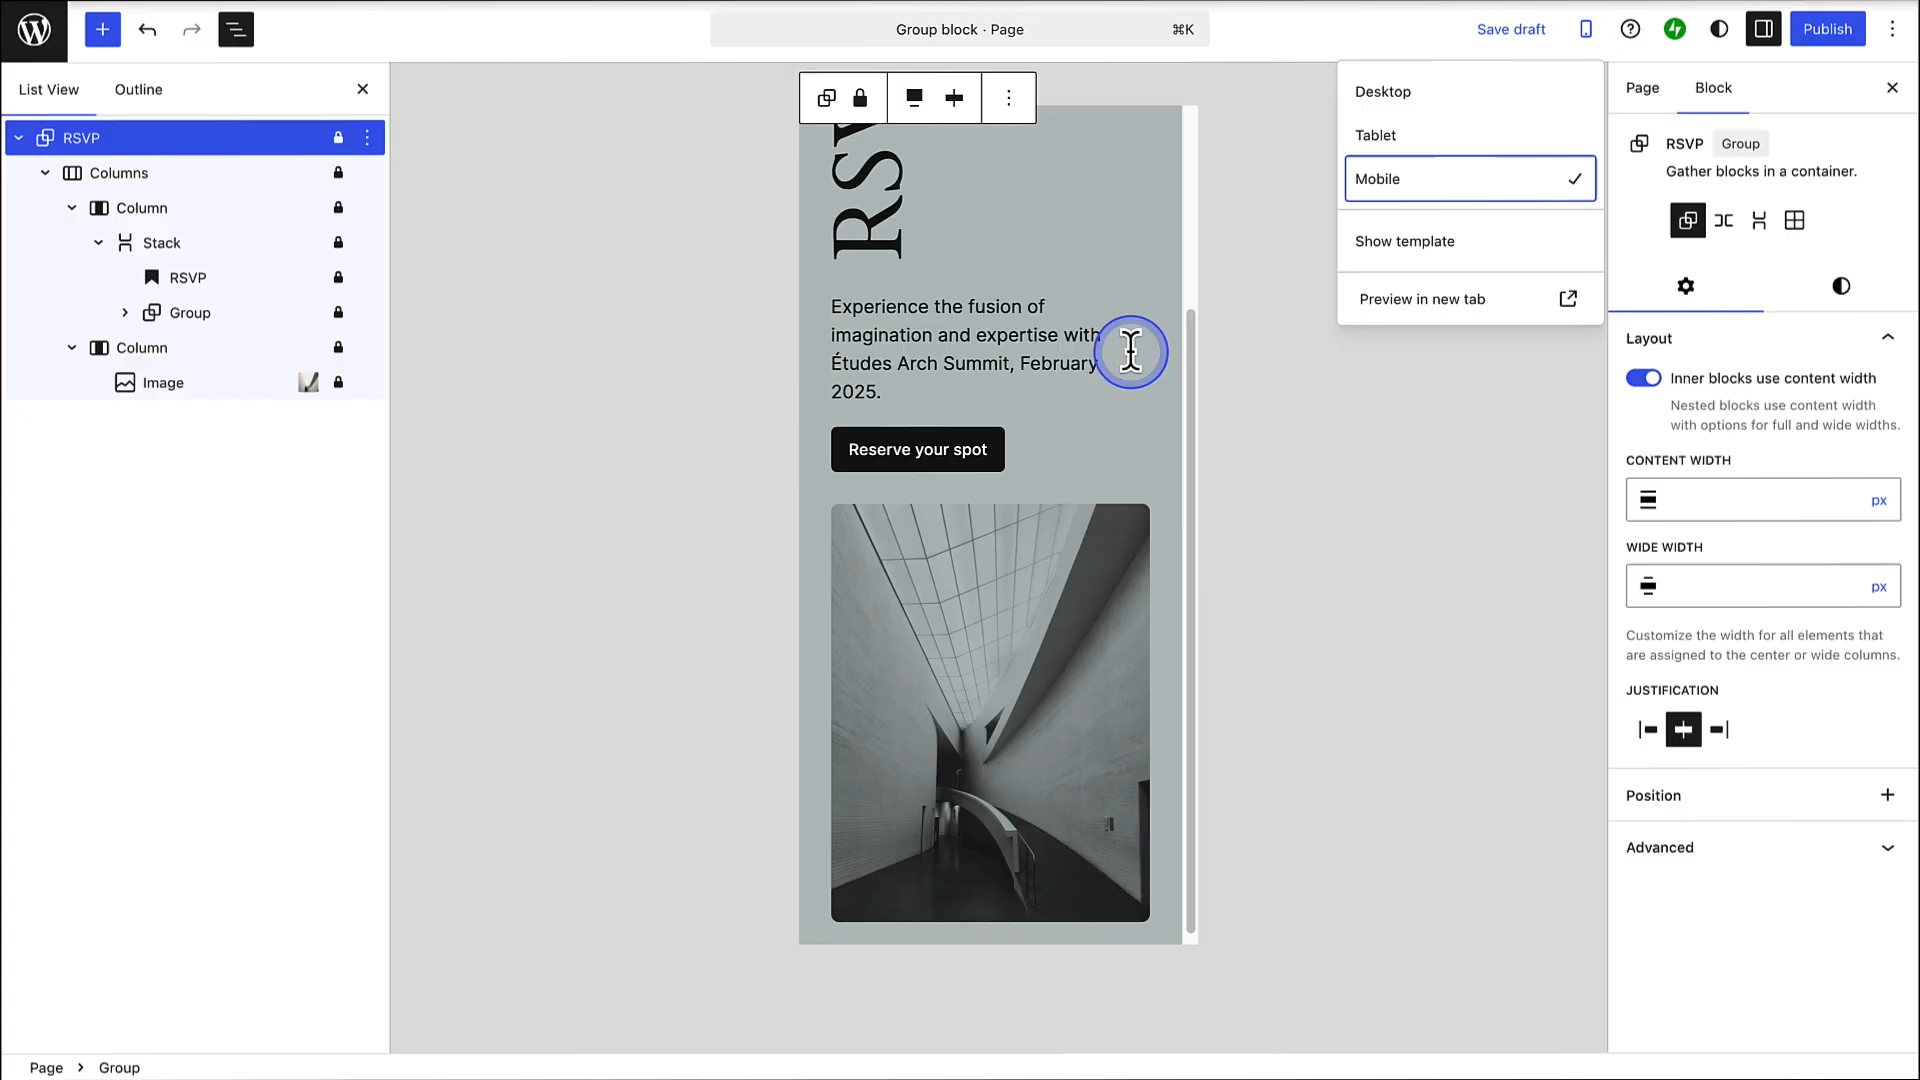 Group block · Page
⌘K
Save draft
Publish
List View
Outline
RSVP
Columns
Column
Stack
RSVP
Group
Column
Image
RSV
Experience the fusion of
imagination and expertise with
Études Arch Summit, February
2025.
Reserve your spot
Desktop
Tablet
Mobile
Show template
Preview in new tab
Page
Block
RSVP
Group
Gather blocks in a container.
Layout
Inner blocks use content width
Nested blocks use content width
with options for full and wide widths.
CONTENT WIDTH
px
WIDE WIDTH
px
Customize the width for all elements that
are assigned to the center or wide columns.
JUSTIFICATION
Position
Advanced
Page
Group